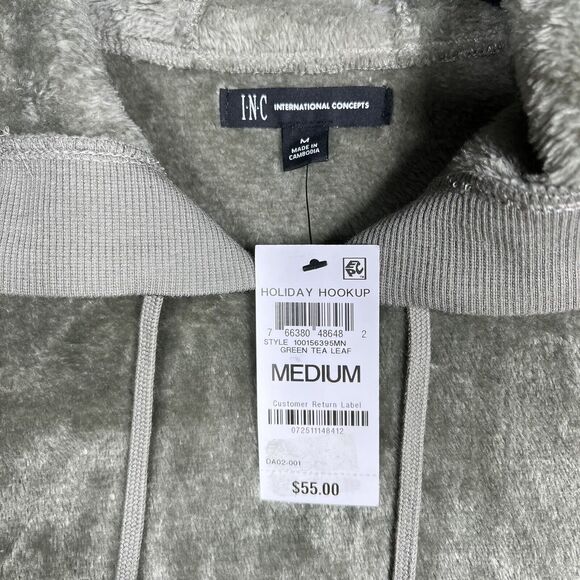 I·N·C INTERNATIONAL CONCEPTS
M
MADE IN
CAMBODIA
HOLIDAY HOOKUP
7 66380 48648 2
STYLE 100156395MN
GREEN TEA LEAF
MEDIUM
Customer Return Label
072511148412
DA02-001
$55.00